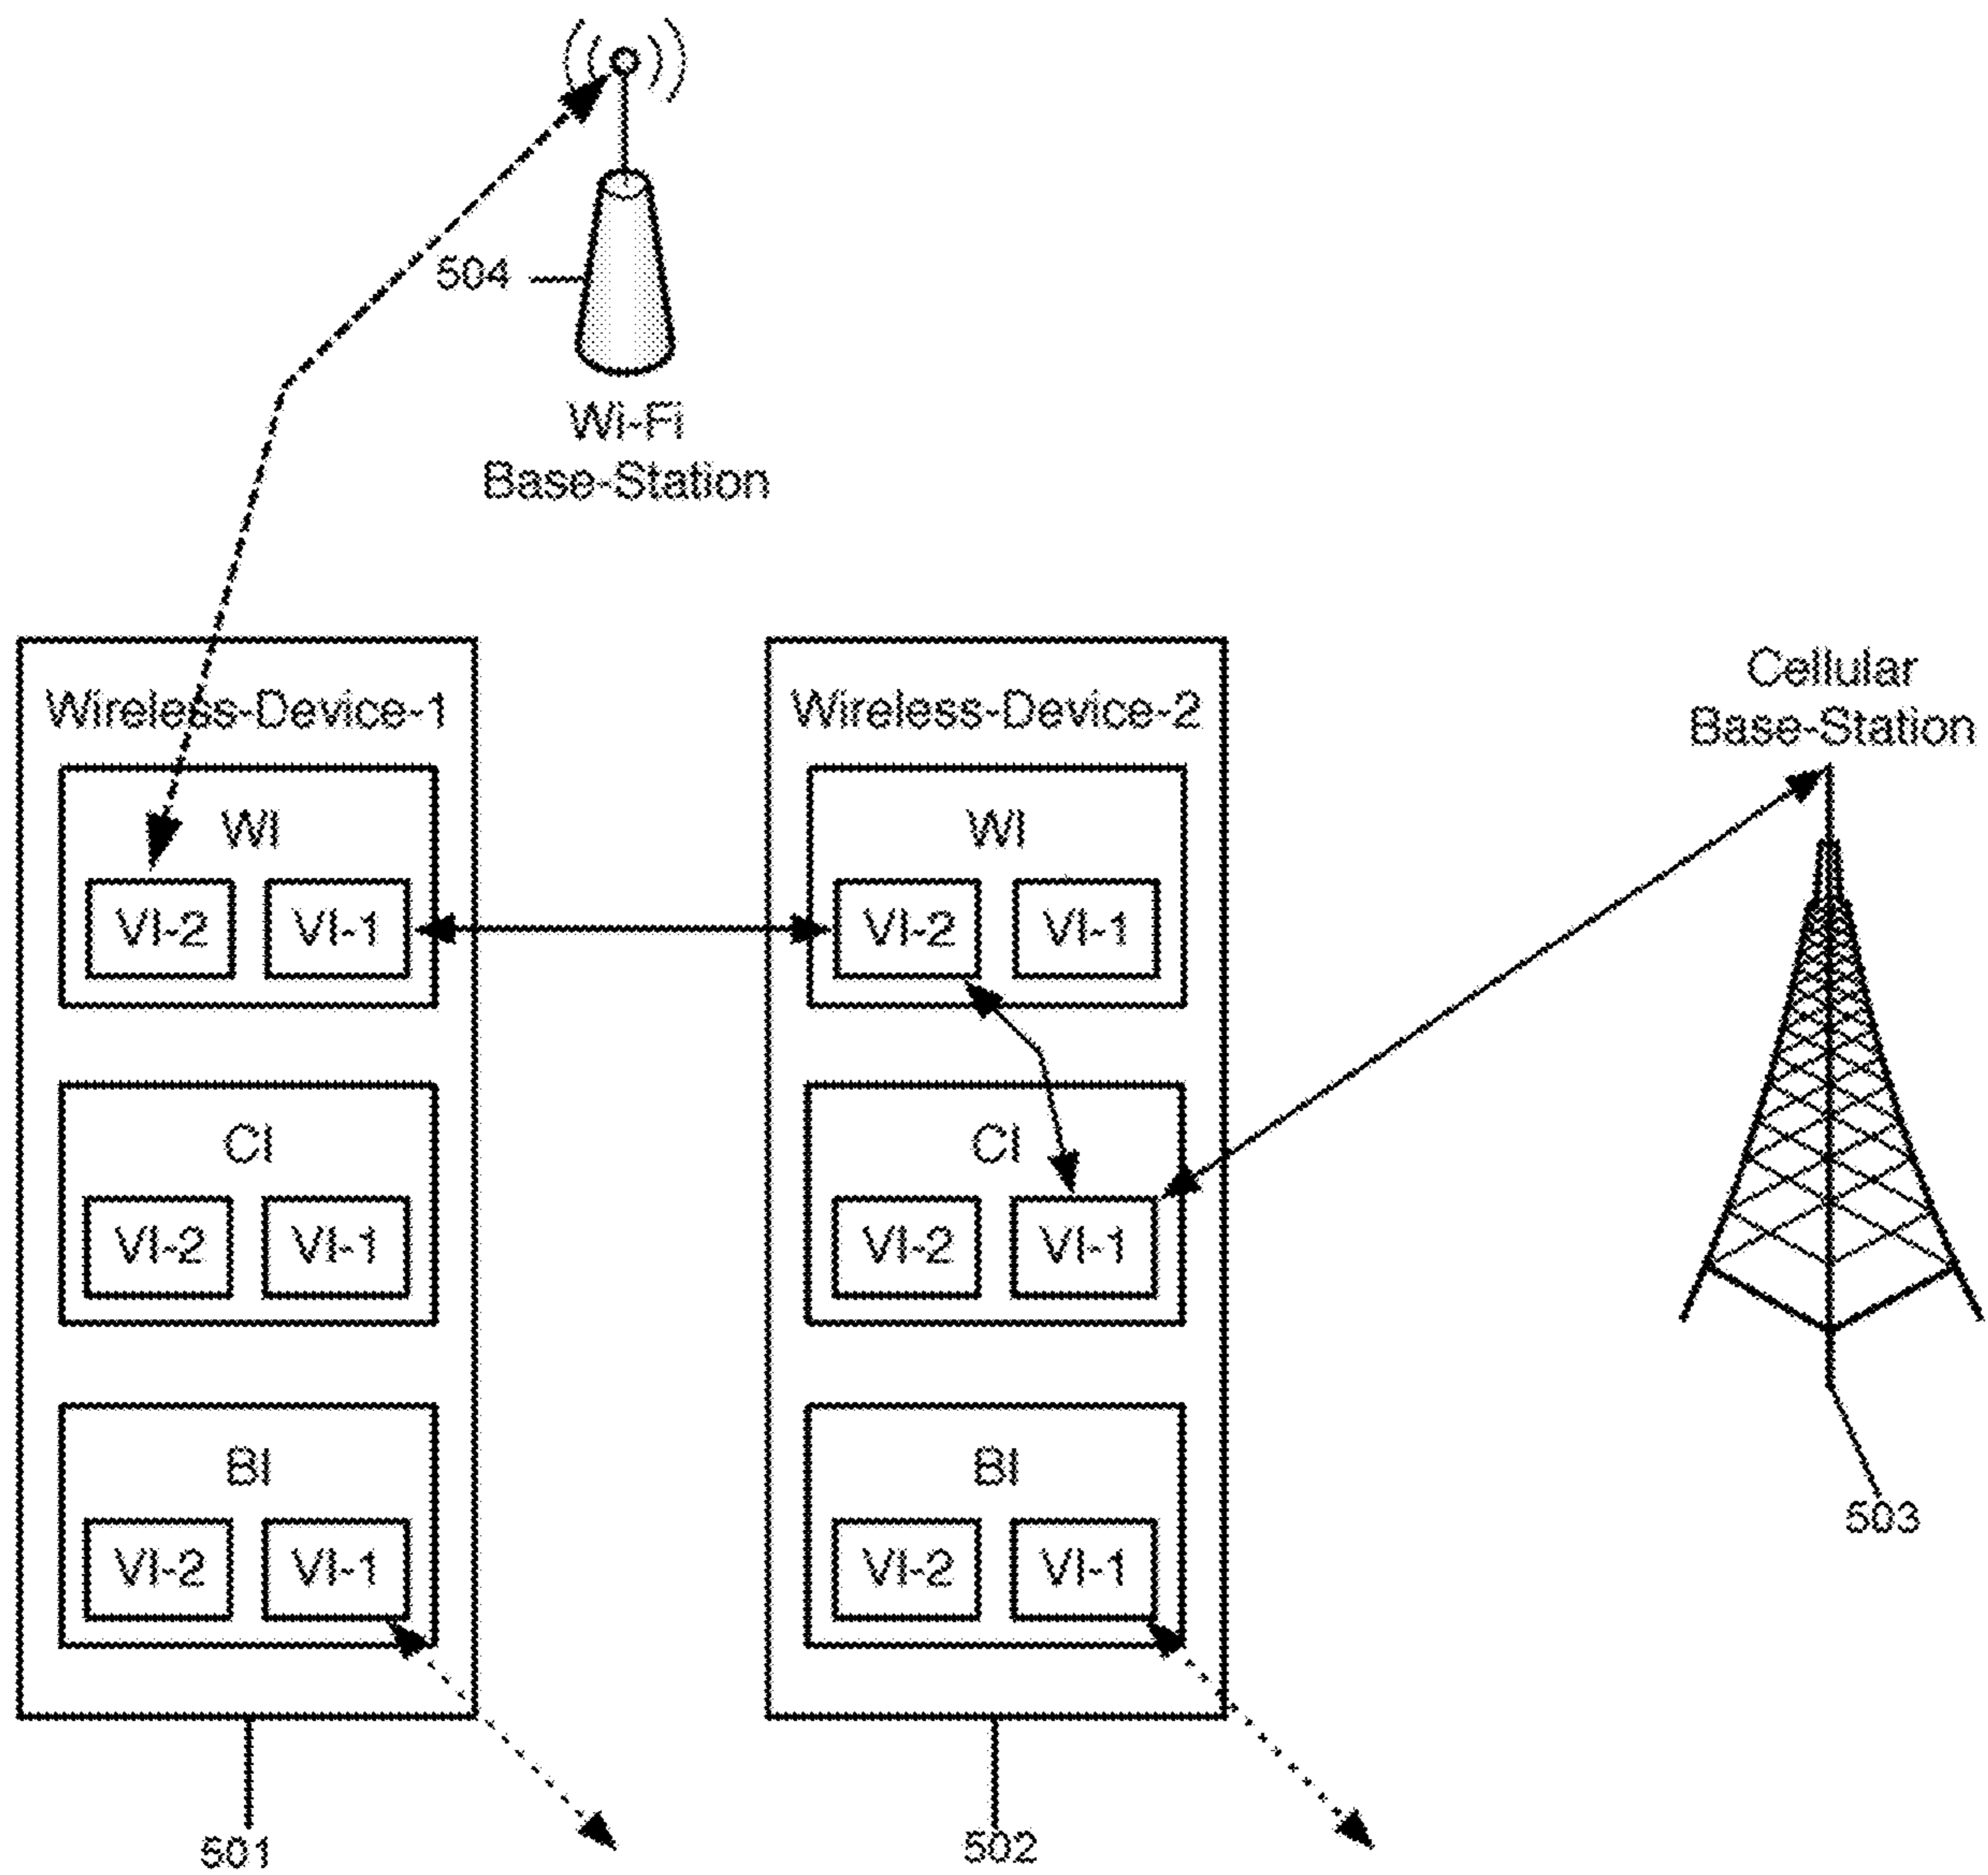 504
Wi-Fi
Base-Station
Wireless-Device-1
WI
VI-2 VI-1
CI
VI-2 VI-1
BI
VI-2 VI-1
501
Wireless-Device-2
WI
VI-2 VI-1
CI
VI-2 VI-1
BI
VI-2 VI-1
502
Cellular
Base-Station
503